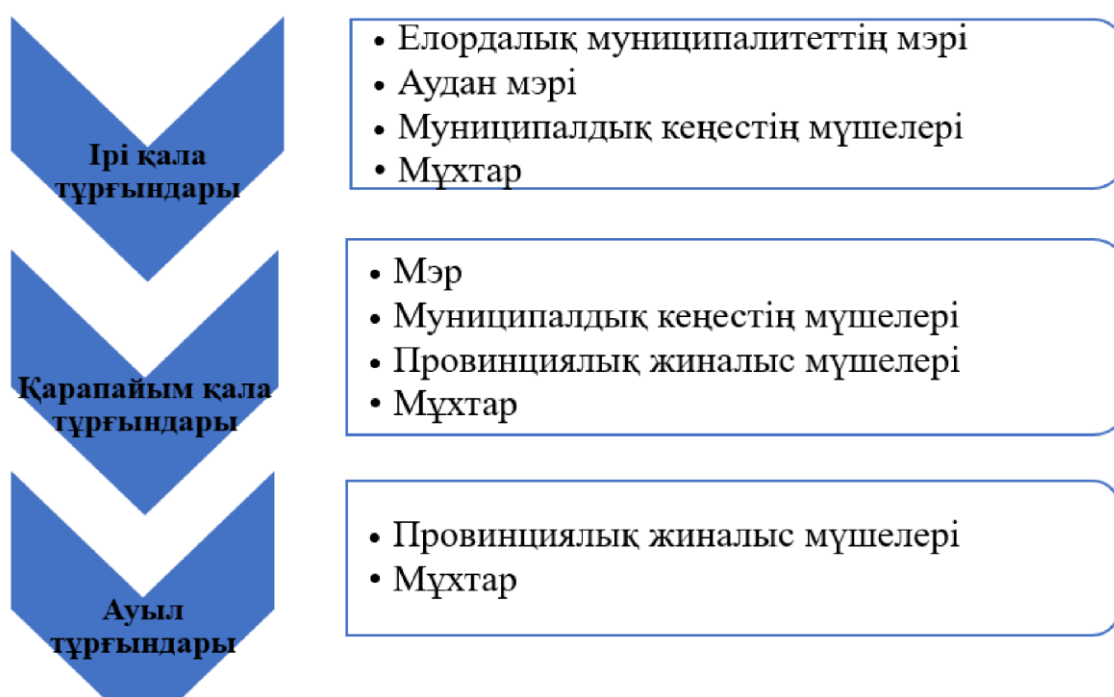 Ірі қала
тұрғындары
• Елордалық муниципалитеттің мэрі
• Аудан мэрі
• Муниципалдық кеңестің мүшелері
• Мұхтар
Қарапайым қала
тұрғындары
• Мэр
• Муниципалдық кеңестің мүшелері
• Провинциялық жиналыс мүшелері
• Мұхтар
Ауыл
тұрғындары
• Провинциялық жиналыс мүшелері
• Мұхтар